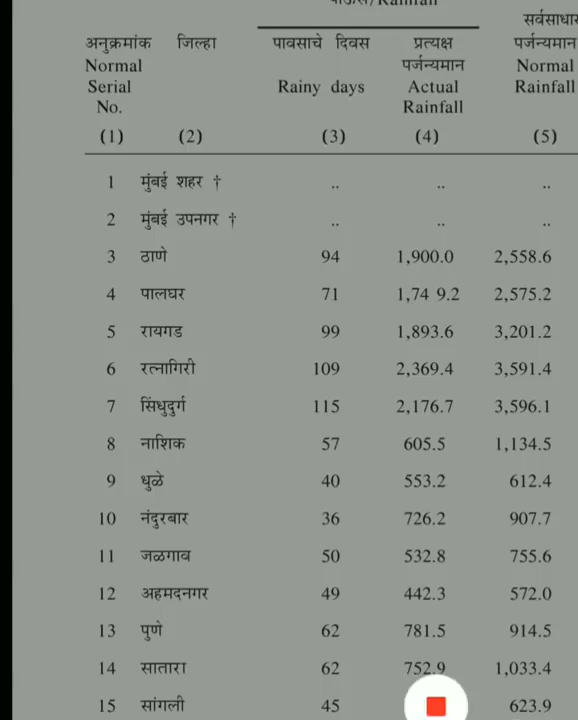 पाऊस/Rainfall
सर्वसाधा
अनुक्रमांक जिल्हा पावसाचे दिवस प्रत्यक्ष पर्जन्यमान
Normal पर्जन्यमान Normal
Serial Rainy days Actual Rainfall
No. Rainfall
(1) (2) (3) (4) (5)
1 मुंबई शहर † .. .. ..
2 मुंबई उपनगर † .. .. ..
3 ठाणे 94 1,900.0 2,558.6
4 पालघर 71 1,74 9.2 2,575.2
5 रायगड 99 1,893.6 3,201.2
6 रत्नागिरी 109 2,369.4 3,591.4
7 सिंधुदुर्ग 115 2,176.7 3,596.1
8 नाशिक 57 605.5 1,134.5
9 धुळे 40 553.2 612.4
10 नंदुरबार 36 726.2 907.7
11 जळगाव 50 532.8 755.6
12 अहमदनगर 49 442.3 572.0
13 पुणे 62 781.5 914.5
14 सातारा 62 752.9 1,033.4
15 सांगली 45 623.9